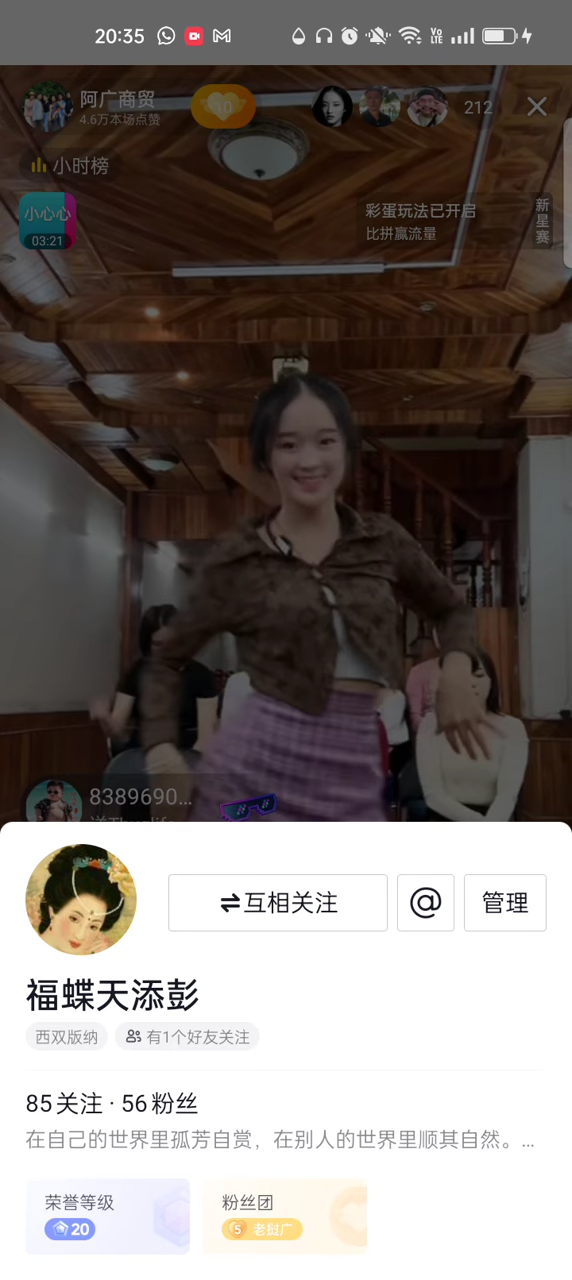 20:35
Vo
LTE
阿广商贸
4.6万本场点赞
10
212
小时榜
小心心
03:21
彩蛋玩法已开启
比拼赢流量
新星赛
8389690...
互相关注
@
管理
福蝶天添彭
西双版纳
有1个好友关注
85关注 · 56粉丝
在自己的世界里孤芳自赏，在别人的世界里顺其自然。...
荣誉等级
20
粉丝团
5 老挝广